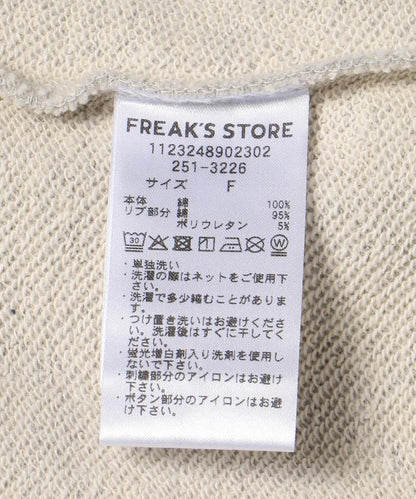 FREAK'S STORE
1123248902302
251-3226
サイズ F
本体 綿 100%
リブ部分 綿 95%
ポリウレタン 5%
30 W
・単独洗い
・洗濯の際はネットをご使用下
さい。
・洗濯で多少縮むことがありま
す。
・つけ置き洗いはお避けくださ
い。洗濯後はすぐに干してく
ださい。
・蛍光増白剤入り洗剤を使用し
ないで下さい。
・刺繍部分のアイロンはお避け
下さい。
・ボタン部分のアイロンはお避
け下さい。